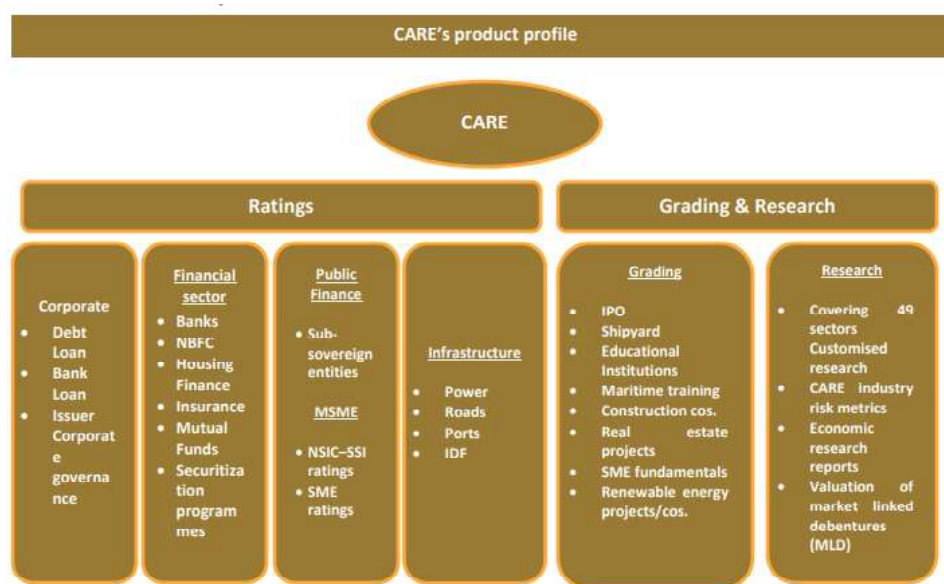 CARE's product profile
CARE
Ratings
Grading & Research
Corporate
• Debt
Loan
• Bank
Loan
• Issuer
Corporat
e
governa
nce
Financial
sector
• Banks
• NBFC
• Housing
Finance
• Insurance
• Mutual
Funds
• Securitiza
tion
program
mes
Public
Finance
• Sub-
sovereign
entities
MSME
• NSIC–SSI
ratings
• SME
ratings
Infrastructure
• Power
• Roads
• Ports
• IDF
Grading
• IPO
• Shipyard
• Educational
Institutions
• Maritime training
• Construction cos.
• Real estate
projects
• SME fundamentals
• Renewable energy
projects/cos.
Research
• Covering 49
sectors
Customised
research
• CARE industry
risk metrics
• Economic
research
reports
• Valuation of
market linked
debentures
(MLD)